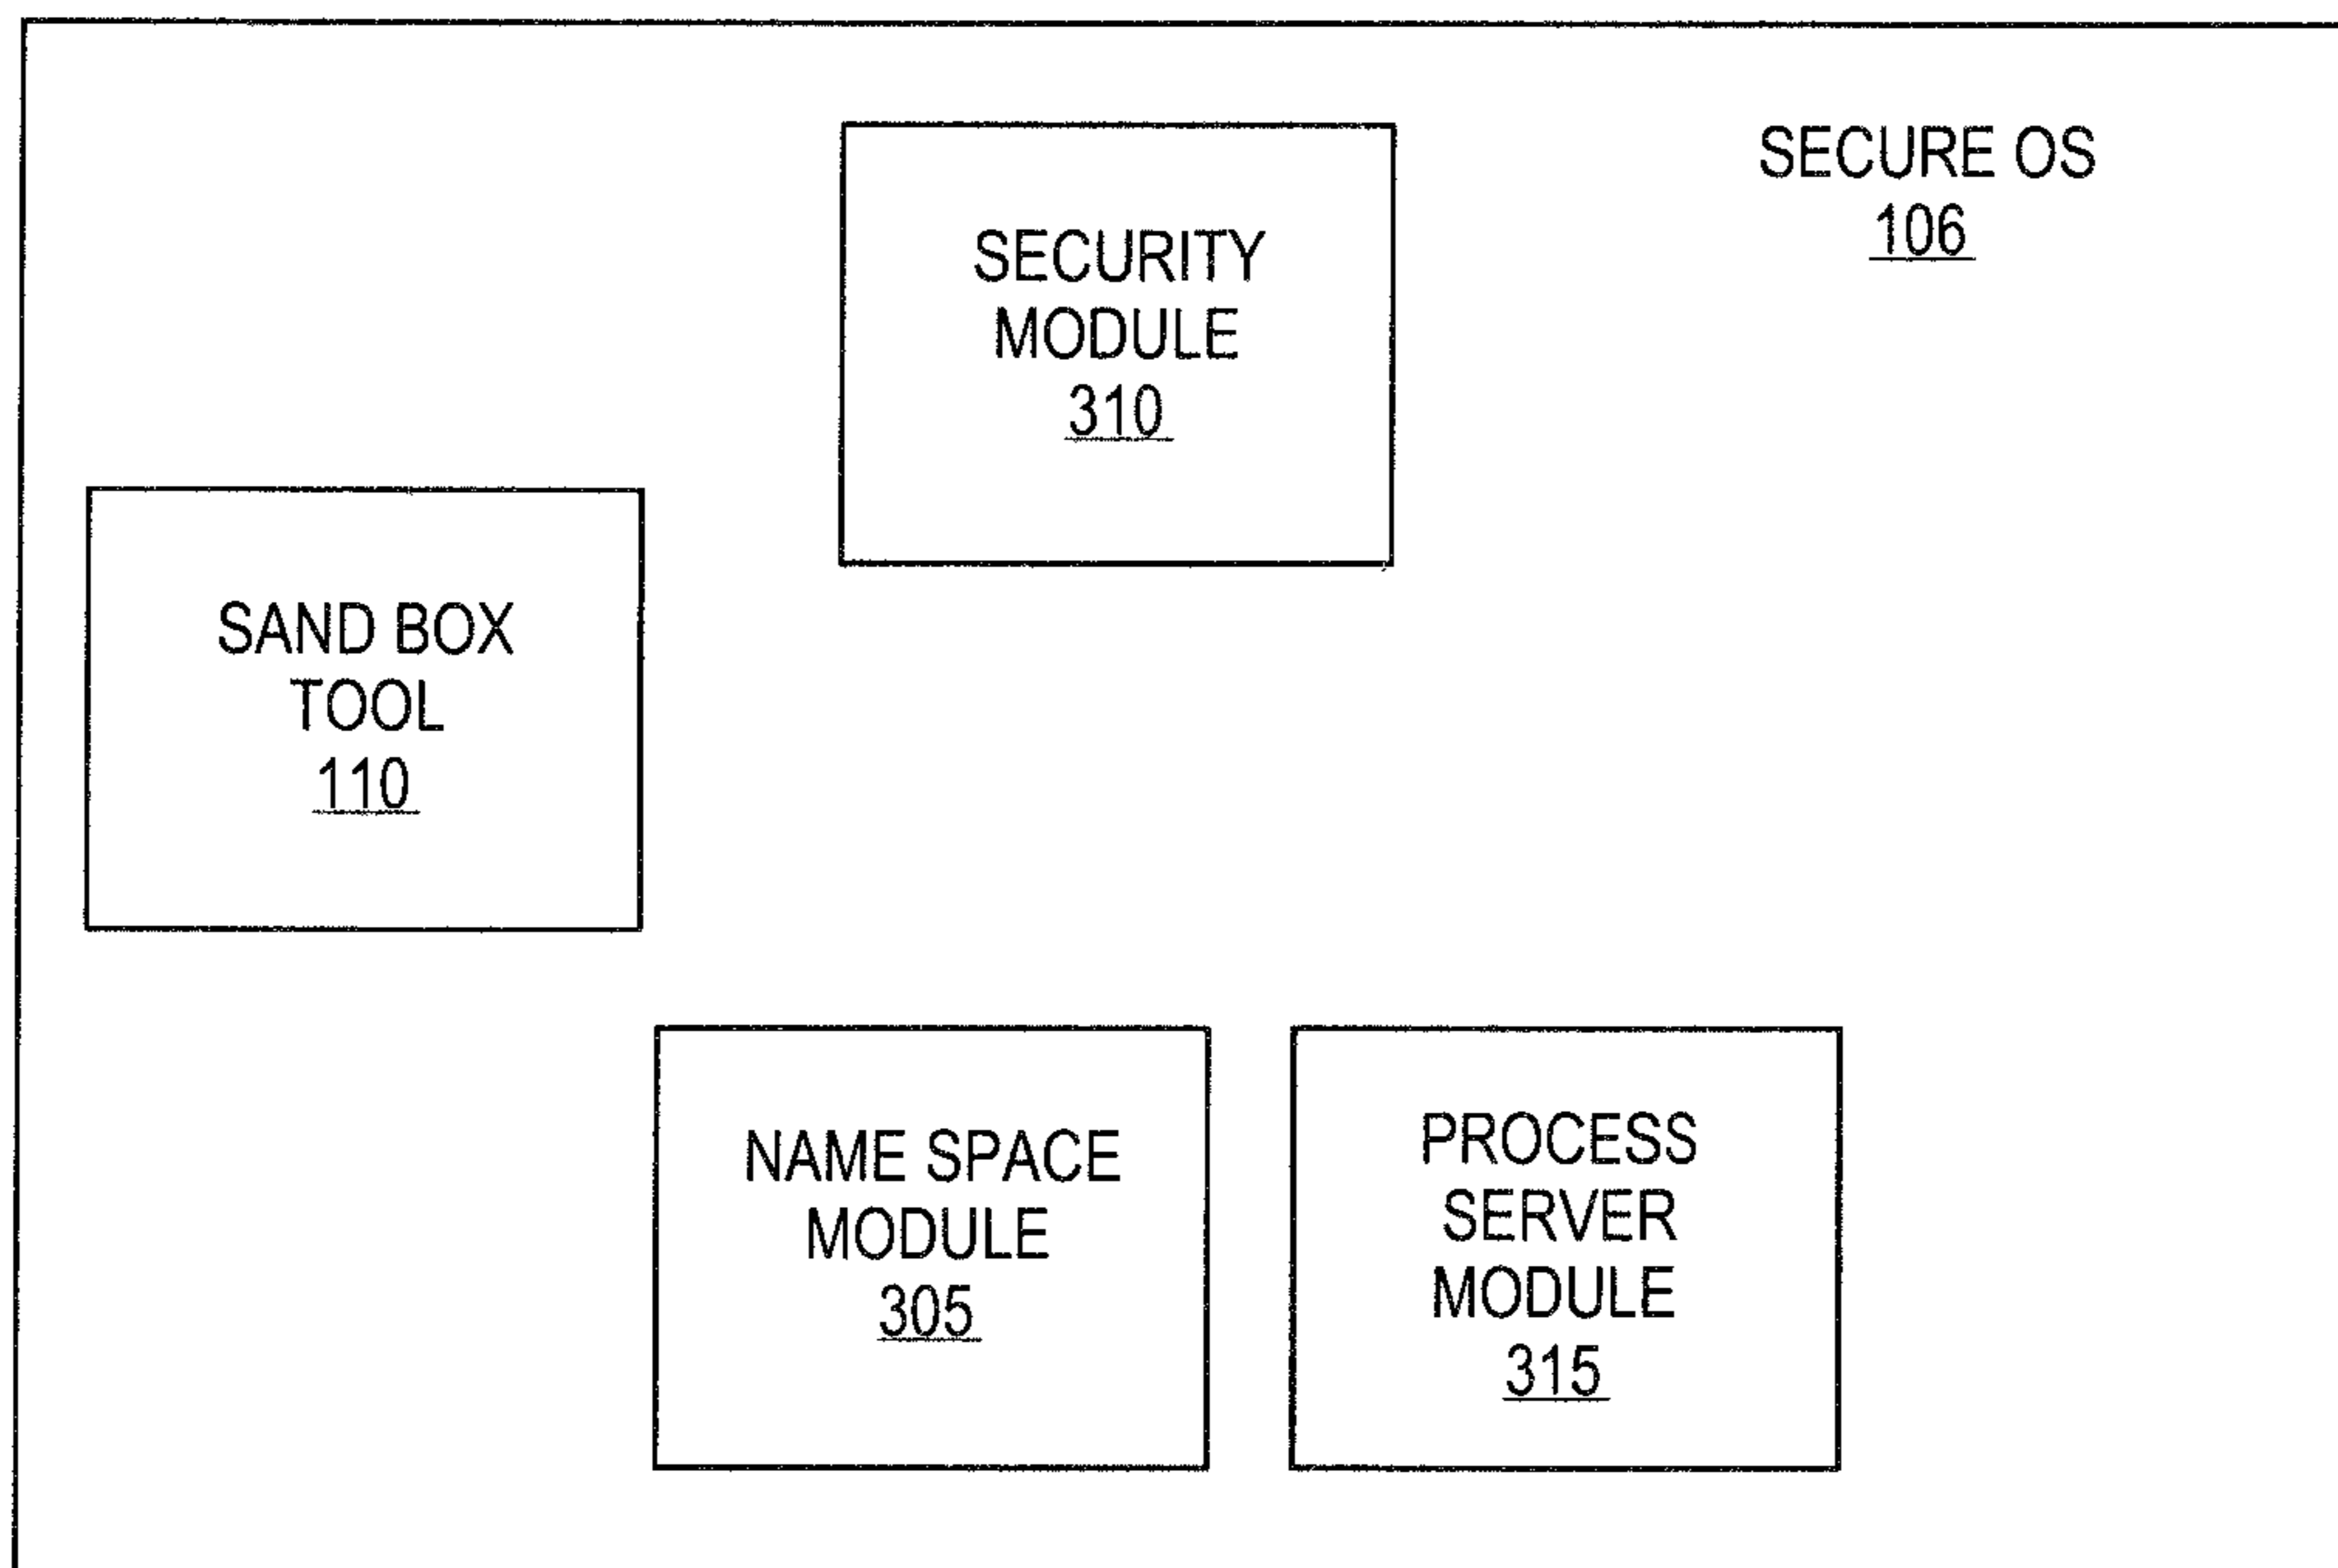 SECURE OS
106
SECURITY
MODULE
310
SAND BOX
TOOL
110
NAME SPACE
MODULE
305
PROCESS
SERVER
MODULE
315